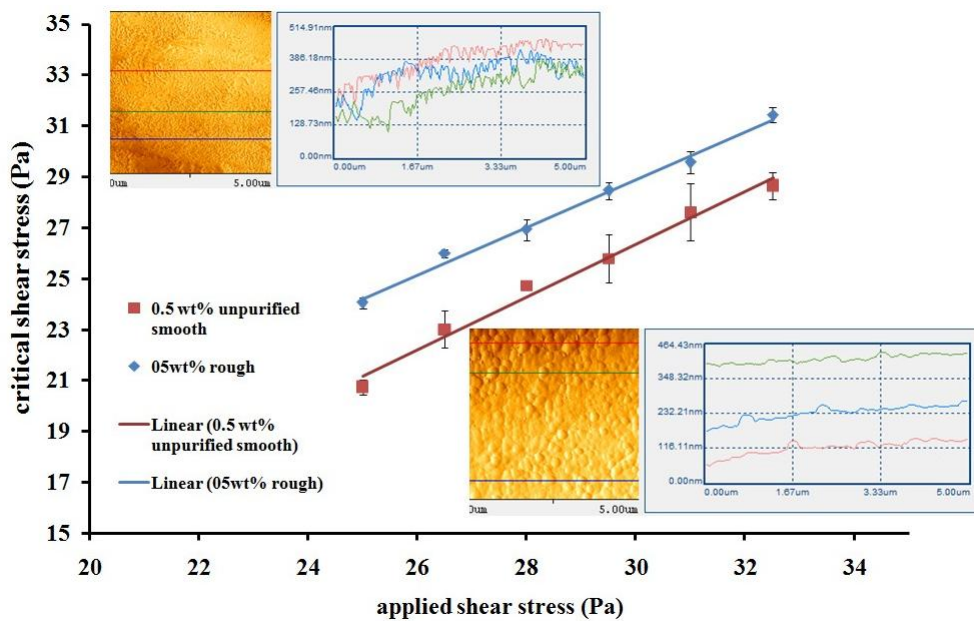 35
33
31
29
27
25
23
21
19
17
15
critical shear stress (Pa)
0um
5.00um
514.91nm
386.18nm
257.46nm
128.73nm
0.00nm
0.00um
1.67um
3.33um
5.00um
0.5 wt% unpurified
smooth
05wt% rough
Linear (0.5 wt%
unpurified smooth)
Linear (05wt% rough)
0um
5.00um
464.43nm
348.32nm
232.21nm
116.11nm
0.00nm
0.00um
1.67um
3.33um
5.00um
20
22
24
26
28
30
32
34
applied shear stress (Pa)